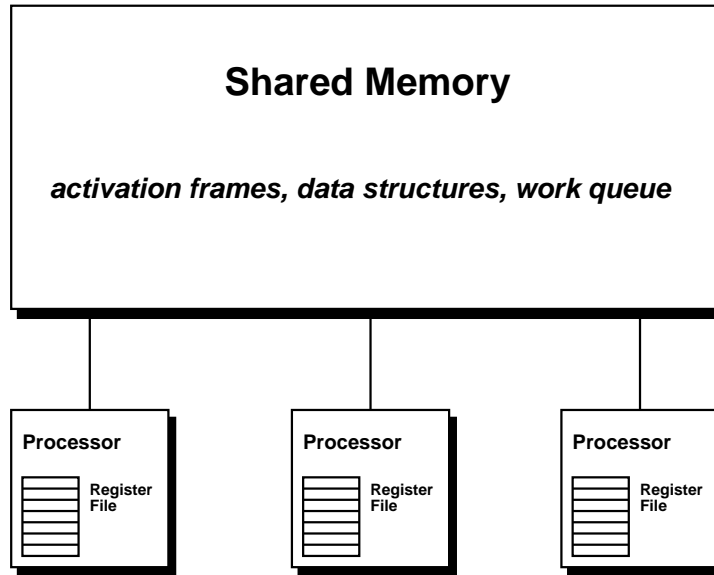 Shared Memory
activation frames, data structures, work queue
Processor
Register
File
Processor
Register
File
Processor
Register
File